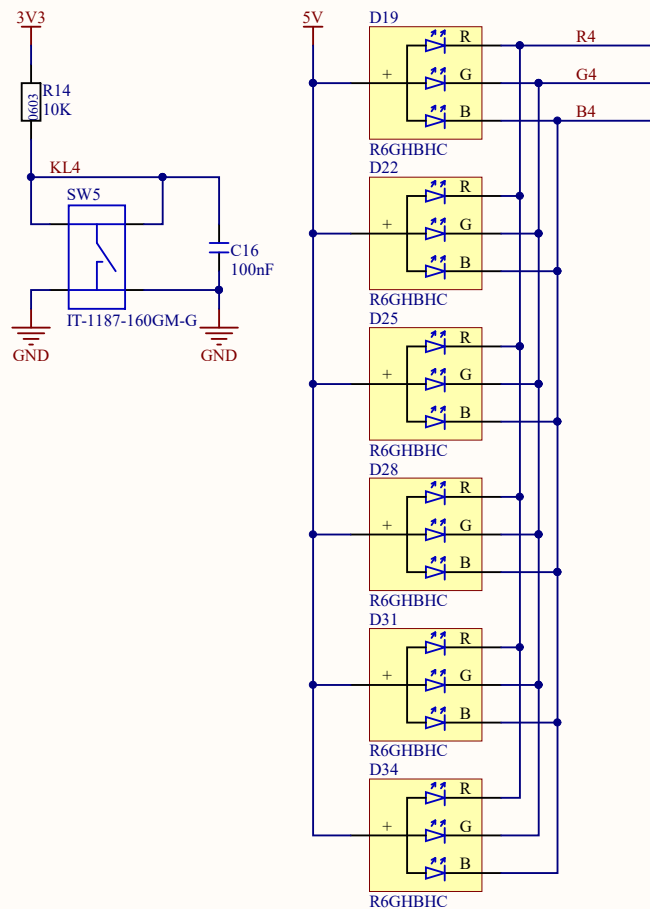 3V3
R14
0603
10K
KL4
SW5
C16
100nF
IT-1187-160GM-G
GND
GND
5V
D19
R
+
G
B
R6GHBHC
R4
G4
B4
D22
R
+
G
B
R6GHBHC
D25
R
+
G
B
R6GHBHC
D28
R
+
G
B
R6GHBHC
D31
R
+
G
B
R6GHBHC
D34
R
+
G
B
R6GHBHC